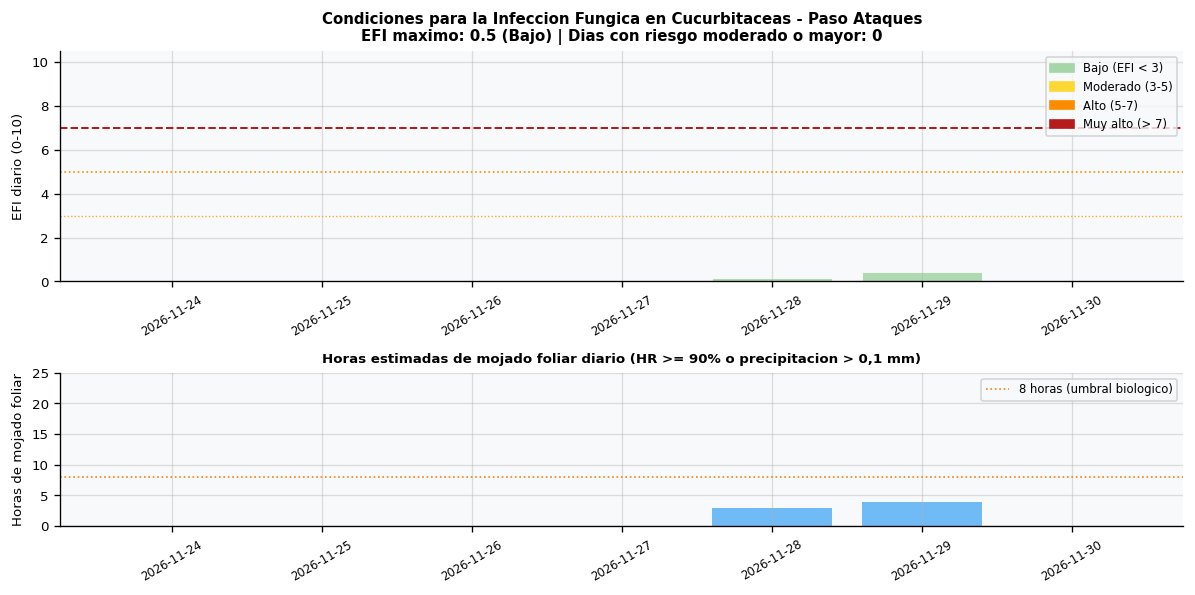 Condiciones para la Infeccion Fungica en Cucurbitaceas - Paso Ataques
EFI maximo: 0.5 (Bajo) | Dias con riesgo moderado o mayor: 0
EFI diario (0-10)
10
8
6
4
2
0
Bajo (EFI < 3)
Moderado (3-5)
Alto (5-7)
Muy alto (> 7)
2026-11-24
2026-11-25
2026-11-26
2026-11-27
2026-11-28
2026-11-29
2026-11-30
Horas estimadas de mojado foliar diario (HR >= 90% o precipitacion > 0,1 mm)
Horas de mojado foliar
25
20
15
10
5
0
8 horas (umbral biologico)
2026-11-24
2026-11-25
2026-11-26
2026-11-27
2026-11-28
2026-11-29
2026-11-30